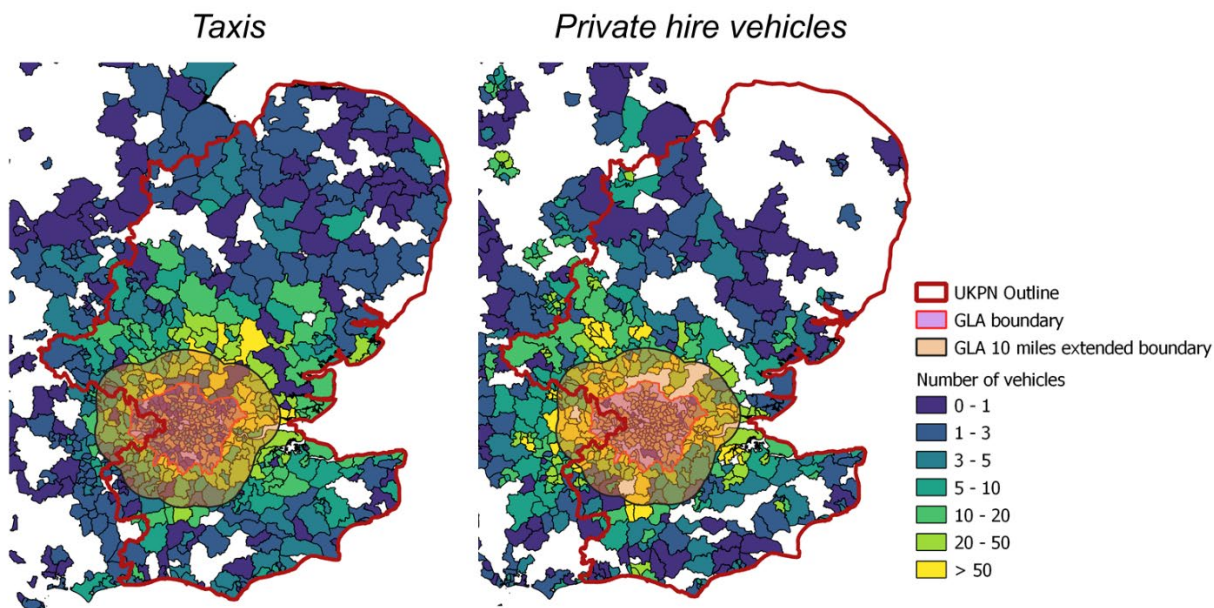 Taxis
Private hire vehicles
UKPN Outline
GLA boundary
GLA 10 miles extended boundary
Number of vehicles
0 - 1
1 - 3
3 - 5
5 - 10
10 - 20
20 - 50
> 50